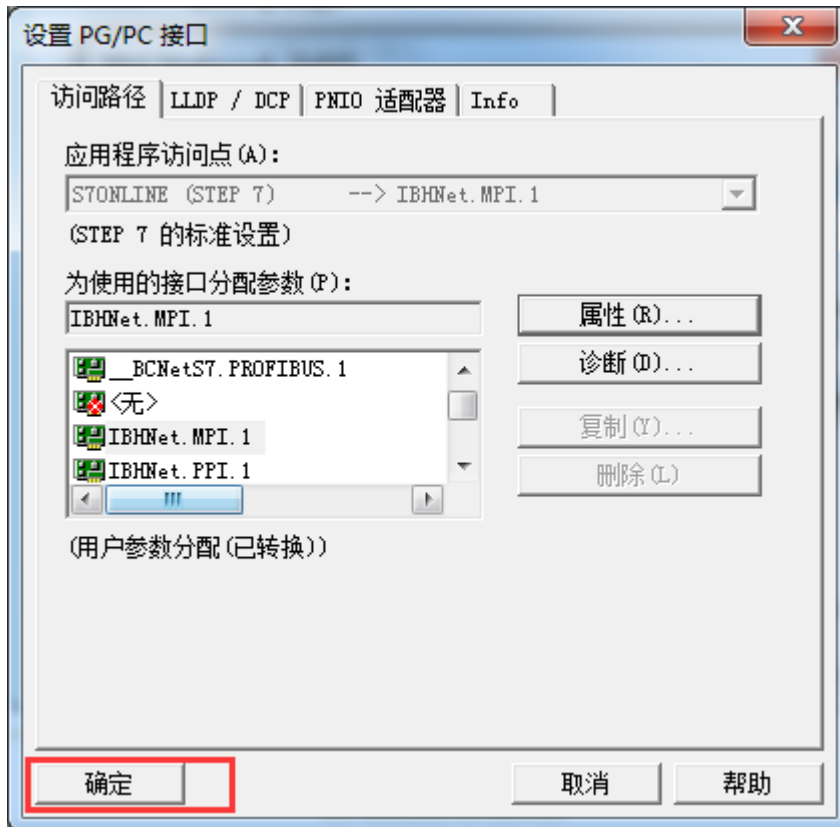 设置 PG/PC 接口
访问路径 LLDP / DCP PNIO 适配器 Info
应用程序访问点(A):
S7ONLINE (STEP 7) --> IBHNet.MPI.1
(STEP 7 的标准设置)
为使用的接口分配参数(P):
IBHNet.MPI.1
属性(R)...
__BCNetS7.PROFIBUS.1
诊断(D)...
<无>
IBHNet.MPI.1
复制(Y)...
IBHNet.PPI.1
删除(L)
(用户参数分配(已转换))
确定 取消 帮助